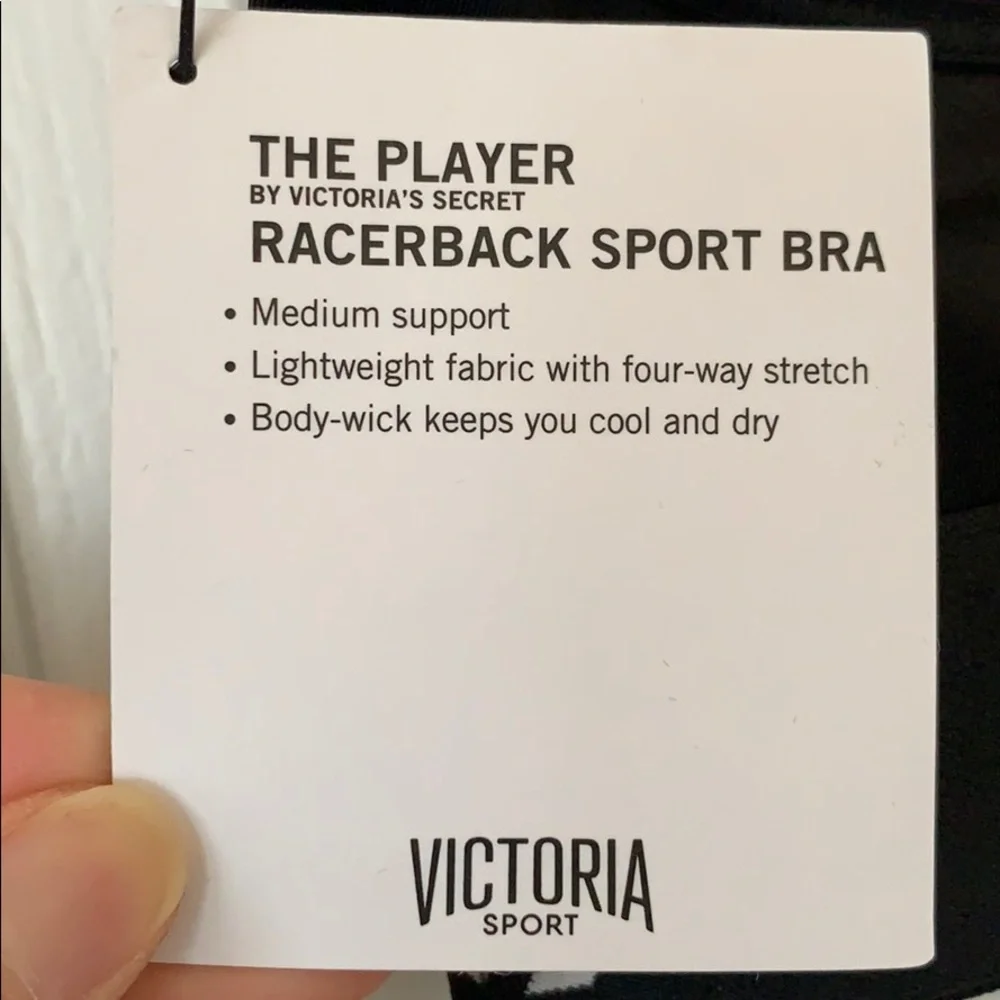 THE PLAYER
BY VICTORIA'S SECRET
RACERBACK SPORT BRA
• Medium support
• Lightweight fabric with four-way stretch
• Body-wick keeps you cool and dry
VICTORIA
SPORT